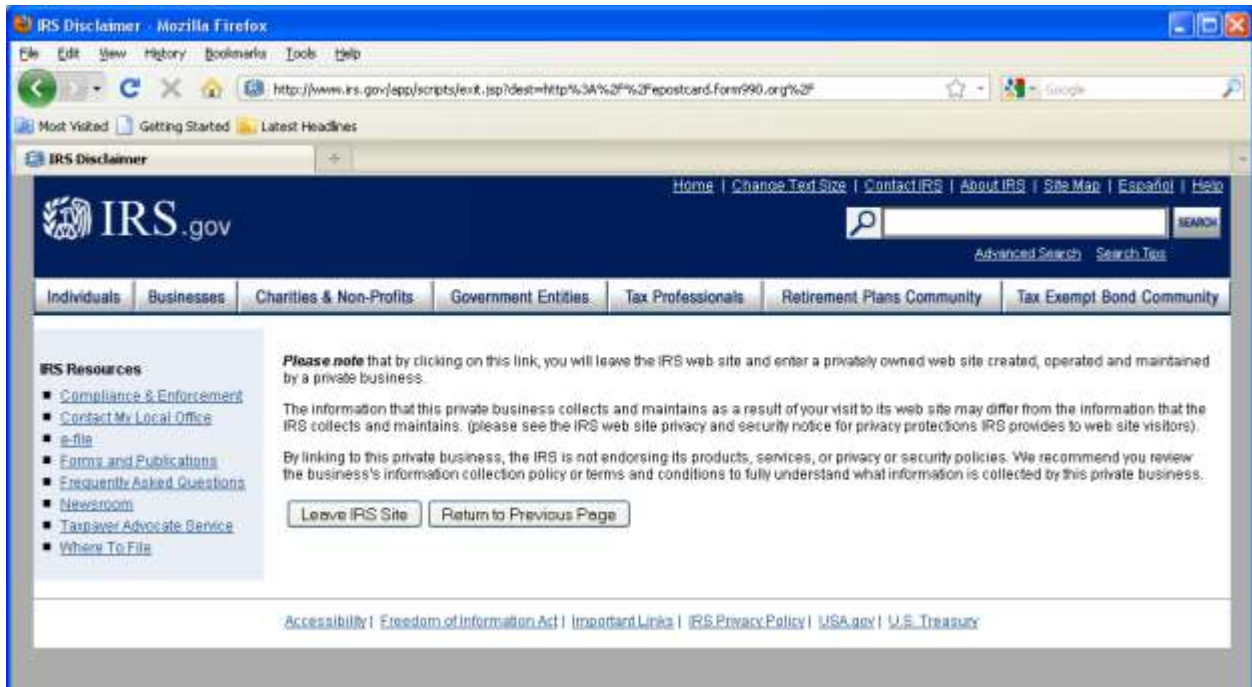 IRS Disclaimer - Mozilla Firefox
File Edit View History Bookmarks Tools Help
http://www.irs.gov/app/scripts/exit.jsp?dest=http%3A%2F%2Fepostcard.form990.org%2F
Google
Most Visited Getting Started Latest Headlines
IRS Disclaimer
Home | Change Text Size | Contact IRS | About IRS | Site Map | Español | Help
IRS.gov
SEARCH
Advanced Search Search Tips
Individuals Businesses Charities & Non-Profits Government Entities Tax Professionals Retirement Plans Community Tax Exempt Bond Community
IRS Resources
Compliance & Enforcement
Contact My Local Office
e-file
Forms and Publications
Frequently Asked Questions
Newsroom
Taxpayer Advocate Service
Where To File
Please note that by clicking on this link, you will leave the IRS web site and enter a privately owned web site created, operated and maintained
by a private business.
The information that this private business collects and maintains as a result of your visit to its web site may differ from the information that the
IRS collects and maintains. (please see the IRS web site privacy and security notice for privacy protections IRS provides to web site visitors).
By linking to this private business, the IRS is not endorsing its products, services, or privacy or security policies. We recommend you review
the business's information collection policy or terms and conditions to fully understand what information is collected by this private business.
Leave IRS Site Return to Previous Page
Accessibility | Freedom of Information Act | Important Links | IRS Privacy Policy | USA.gov | U.S. Treasury